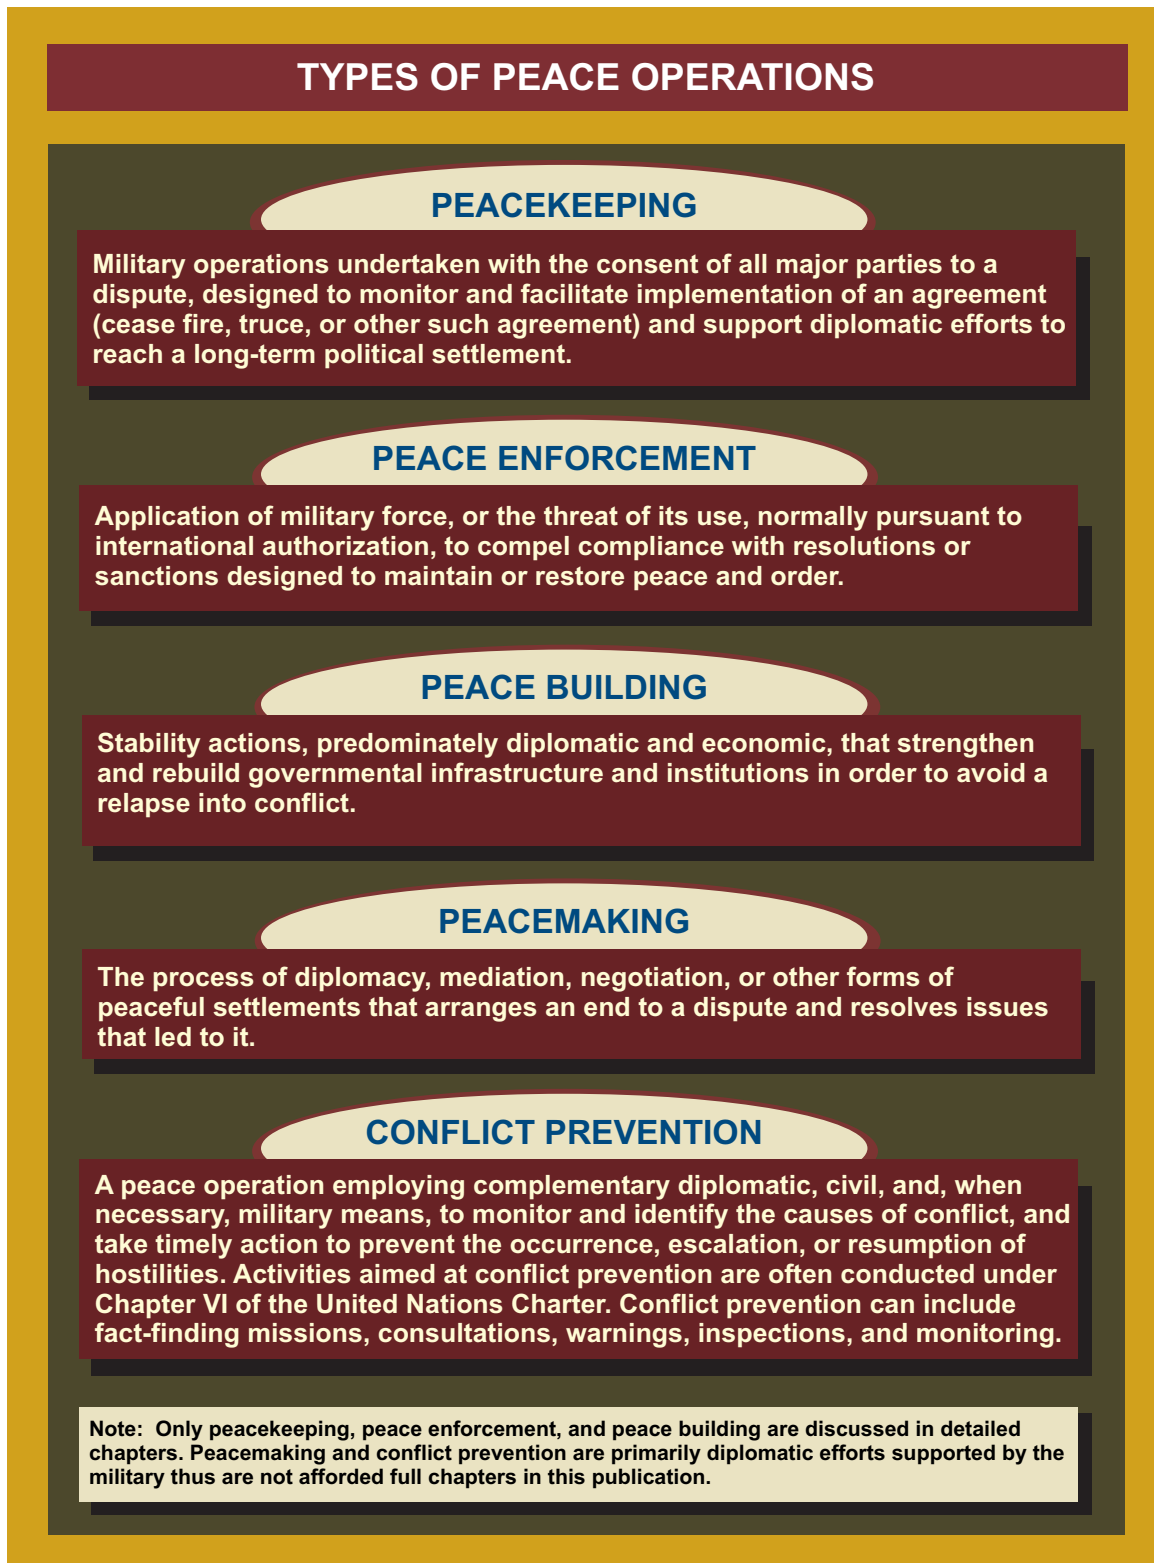 TYPES OF PEACE OPERATIONS
PEACEKEEPING
Military operations undertaken with the consent of all major parties to a
dispute, designed to monitor and facilitate implementation of an agreement
(cease fire, truce, or other such agreement) and support diplomatic efforts to
reach a long-term political settlement.
PEACE ENFORCEMENT
Application of military force, or the threat of its use, normally pursuant to
international authorization, to compel compliance with resolutions or
sanctions designed to maintain or restore peace and order.
PEACE BUILDING
Stability actions, predominately diplomatic and economic, that strengthen
and rebuild governmental infrastructure and institutions in order to avoid a
relapse into conflict.
PEACEMAKING
The process of diplomacy, mediation, negotiation, or other forms of
peaceful settlements that arranges an end to a dispute and resolves issues
that led to it.
CONFLICT PREVENTION
A peace operation employing complementary diplomatic, civil, and, when
necessary, military means, to monitor and identify the causes of conflict, and
take timely action to prevent the occurrence, escalation, or resumption of
hostilities. Activities aimed at conflict prevention are often conducted under
Chapter VI of the United Nations Charter. Conflict prevention can include
fact-finding missions, consultations, warnings, inspections, and monitoring.
Note:  Only peacekeeping, peace enforcement, and peace building are discussed in detailed
chapters. Peacemaking and conflict prevention are primarily diplomatic efforts supported by the
military thus are not afforded full chapters in this publication.